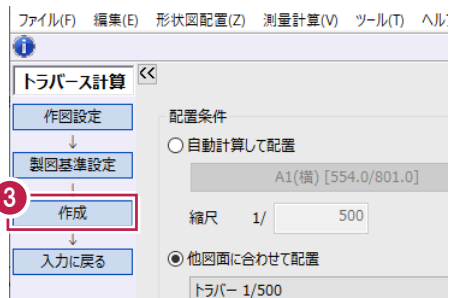 ファイル(F) 編集(E) 形状図配置(Z) 測量計算(V) ツール(T)
トラバース計算 <<
作図設定
↓
製図基準設定
↓
3 作成
↓
入力に戻る
配置条件
自動計算して配置
A1(横) [554.0/801.0]
縮尺 1/ 500
他図面に合わせて配置
トラバー 1/500